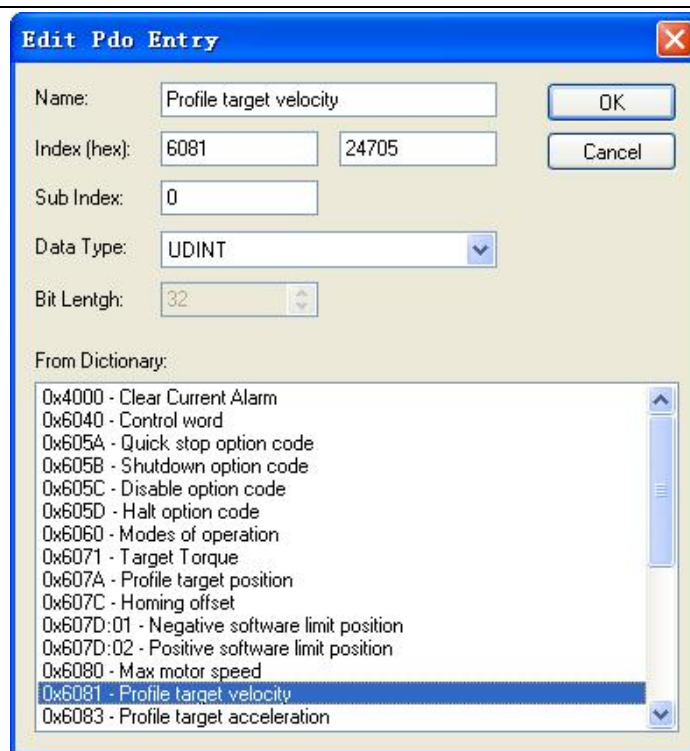 Edit Pdo Entry
Name: Profile target velocity OK
Index (hex): 6081 24705 Cancel
Sub Index: 0
Data Type: UDINT
Bit Lentgh: 32
From Dictionary:
0x4000 - Clear Current Alarm
0x6040 - Control word
0x605A - Quick stop option code
0x605B - Shutdown option code
0x605C - Disable option code
0x605D - Halt option code
0x6060 - Modes of operation
0x6071 - Target Torque
0x607A - Profile target position
0x607C - Homing offset
0x607D:01 - Negative software limit position
0x607D:02 - Positive software limit position
0x6080 - Max motor speed
0x6081 - Profile target velocity
0x6083 - Profile target acceleration